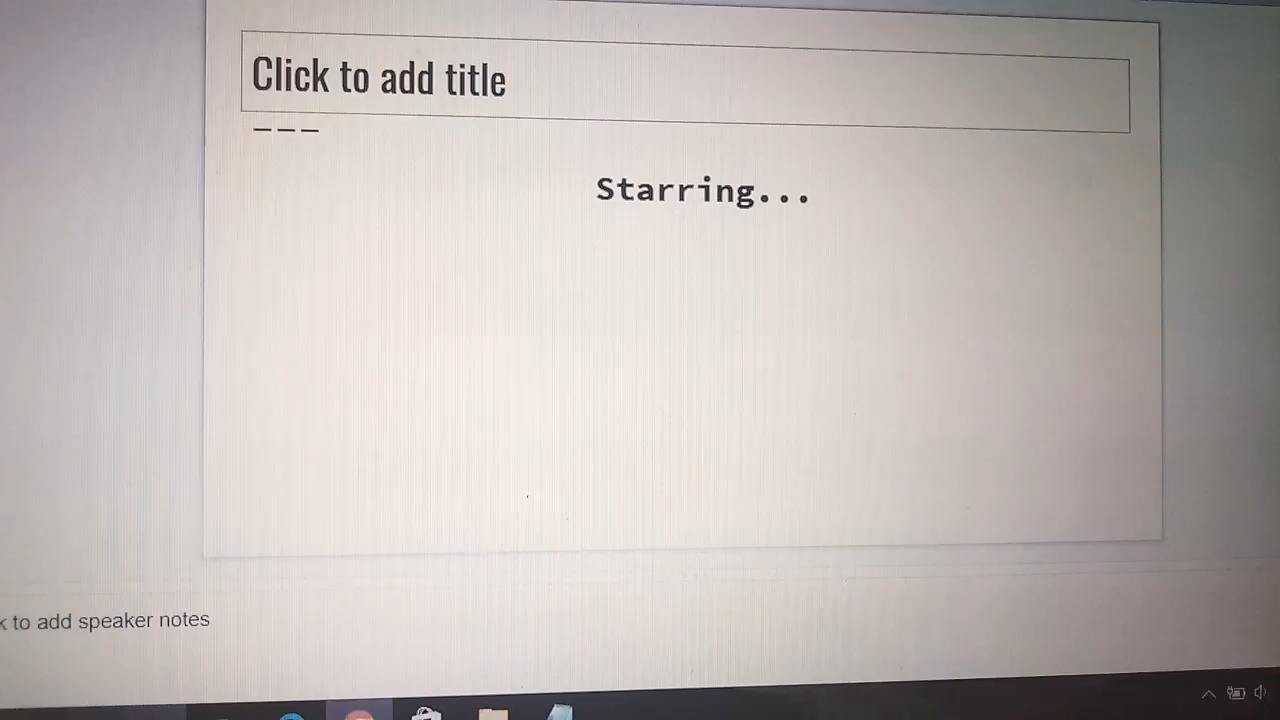 Click to add title
---
Starring...
to add speaker notes